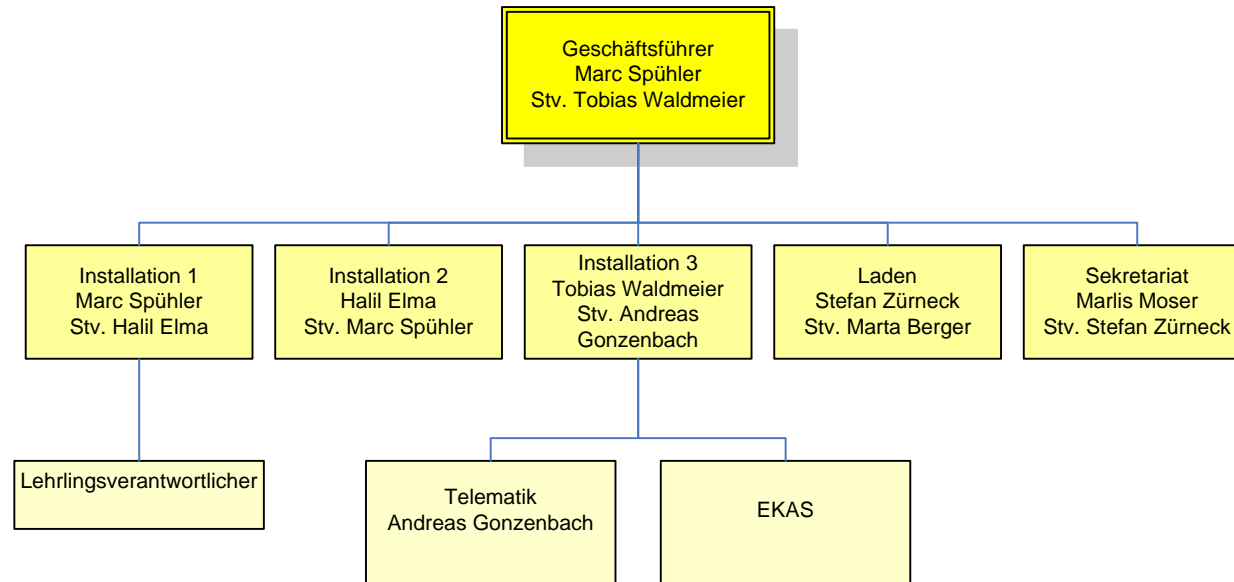 Geschäftsführer
Marc Spühler
Stv. Tobias Waldmeier
Installation 1
Marc Spühler
Stv. Halil Elma
Installation 2
Halil Elma
Stv. Marc Spühler
Installation 3
Tobias Waldmeier
Stv. Andreas
Gonzenbach
Laden
Stefan Zürneck
Stv. Marta Berger
Sekretariat
Marlis Moser
Stv. Stefan Zürneck
Lehrlingsverantwortlicher
Telematik
Andreas Gonzenbach
EKAS